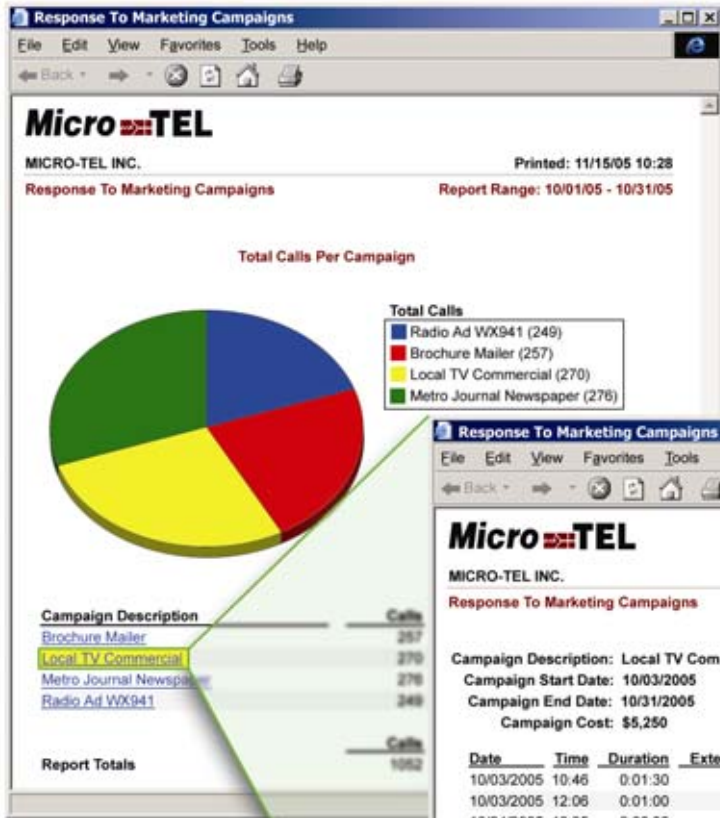 Response To Marketing Campaigns
File Edit View Favorites Tools Help
Back
Micro TEL
MICRO-TEL INC. Printed: 11/15/05 10:28
Response To Marketing Campaigns Report Range: 10/01/05 - 10/31/05
Total Calls Per Campaign
Total Calls
Radio Ad WX941 (249)
Brochure Mailer (257)
Local TV Commercial (270)
Metro Journal Newspaper (276)
Campaign Description Calls
Brochure Mailer 257
Local TV Commercial 270
Metro Journal Newspaper 276
Radio Ad WX941 249
Calls
Report Totals 1052
Response To Marketing Campaigns
File Edit View Favorites Tools
Back
Micro TEL
MICRO-TEL INC.
Response To Marketing Campaigns
Campaign Description: Local TV Com
Campaign Start Date: 10/03/2005
Campaign End Date: 10/31/2005
Campaign Cost: $5,250
Date Time Duration Exte
10/03/2005 10:46 0:01:30
10/03/2005 12:06 0:01:00